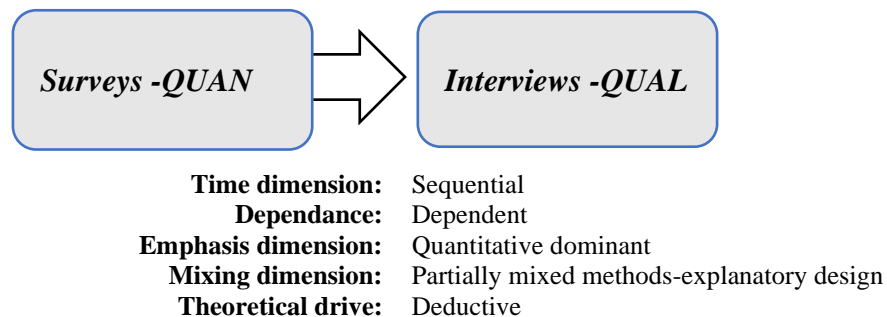 Surveys -QUAN
Interviews -QUAL
Time dimension: Sequential
Dependance: Dependent
Emphasis dimension: Quantitative dominant
Mixing dimension: Partially mixed methods-explanatory design
Theoretical drive: Deductive